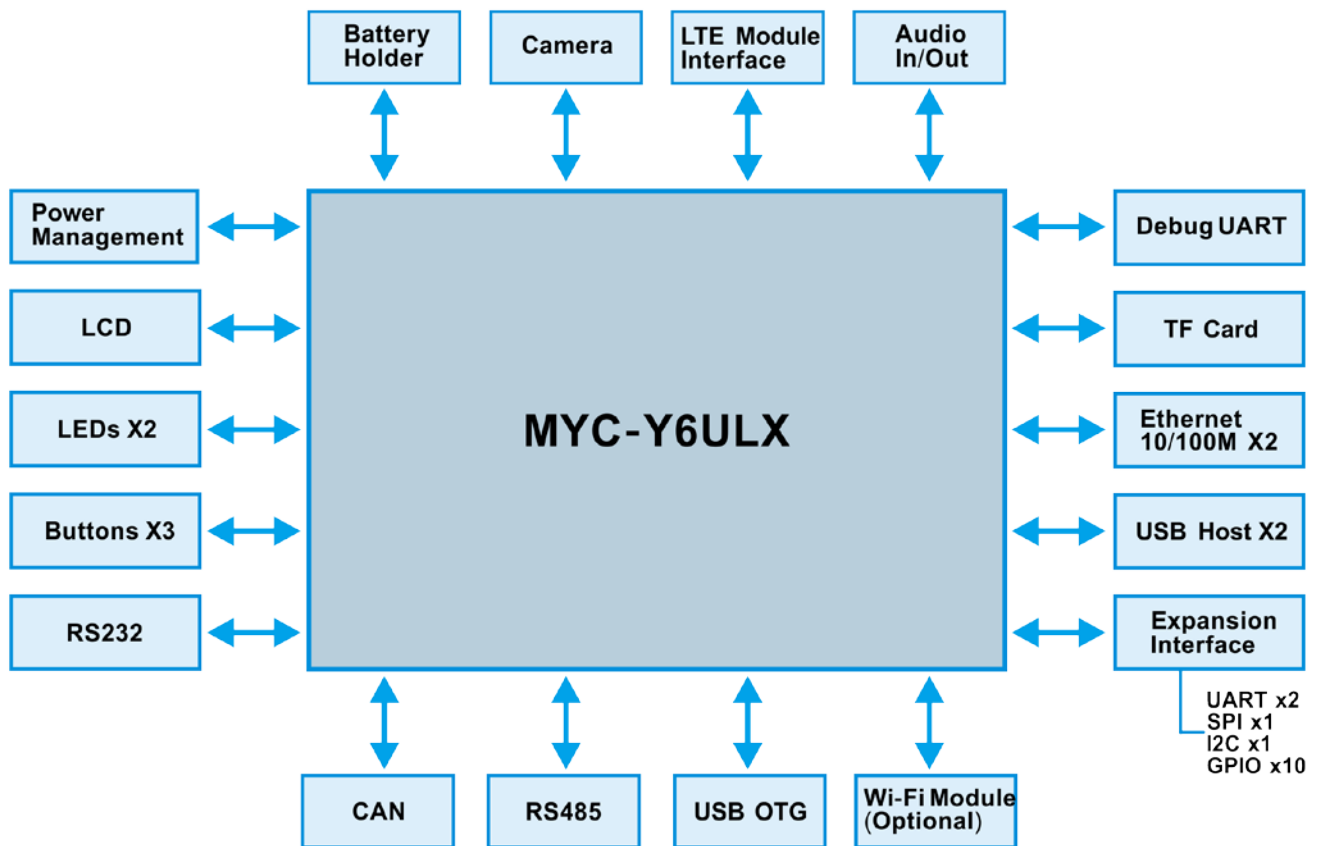 Battery
Holder
Camera
LTE Module
Interface
Audio
In/Out
Power
Management
LCD
LEDs X2
Buttons X3
RS232
MYC-Y6ULX
Debug UART
TF Card
Ethernet
10/100M X2
USB Host X2
Expansion
Interface
UART x2
SPI x1
I2C x1
GPIO x10
CAN
RS485
USB OTG
Wi-Fi Module
(Optional)